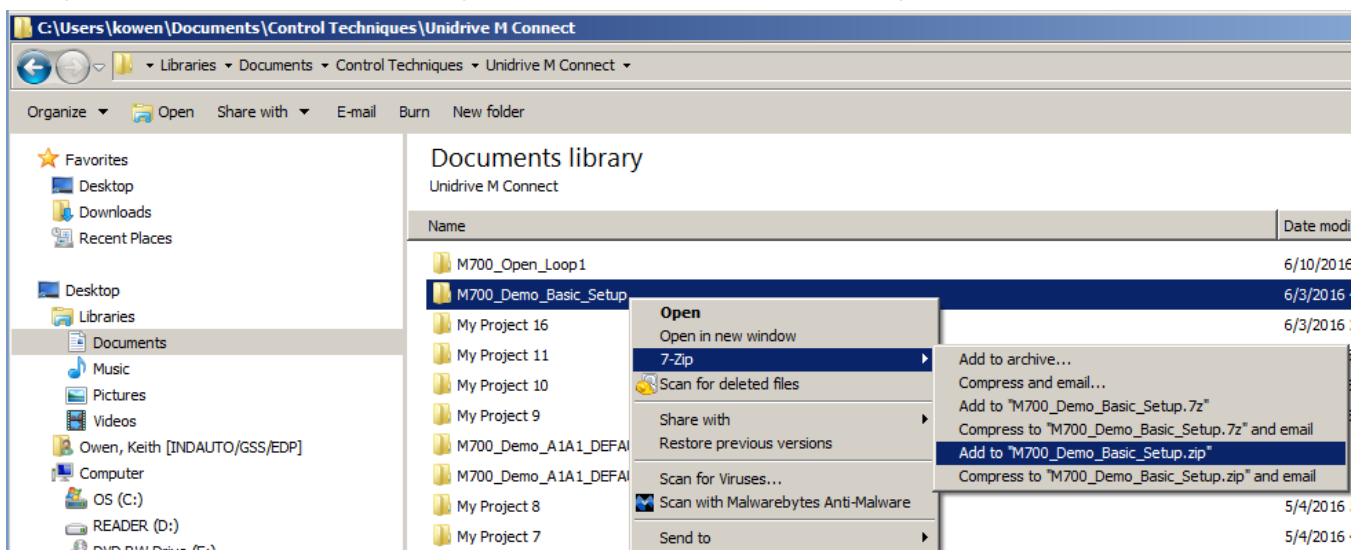 C:\Users\kowen\Documents\Control Techniques\Unidrive M Connect
Libraries Documents Control Techniques Unidrive M Connect
Organize Open Share with E-mail Burn New folder
Favorites
Desktop
Downloads
Recent Places
Desktop
Libraries
Documents
Music
Pictures
Videos
Owen, Keith [INDAUTO/GSS/EDP]
Computer
OS (C:)
READER (D:)
Documents library
Unidrive M Connect
Name Date modi
M700_Open_Loop1 6/10/2016
M700_Demo_Basic_Setup 6/3/2016
My Project 16 6/3/2016
My Project 11
My Project 10
My Project 9
M700_Demo_A1A1_DEFA
M700_Demo_A1A1_DEFA
My Project 8 5/4/2016
My Project 7 5/4/2016
Open
Open in new window
7-Zip
Scan for deleted files
Share with
Restore previous versions
Scan for Viruses...
Scan with Malwarebytes Anti-Malware
Send to
Add to archive...
Compress and email...
Add to "M700_Demo_Basic_Setup.7z"
Compress to "M700_Demo_Basic_Setup.7z" and email
Add to "M700_Demo_Basic_Setup.zip"
Compress to "M700_Demo_Basic_Setup.zip" and email